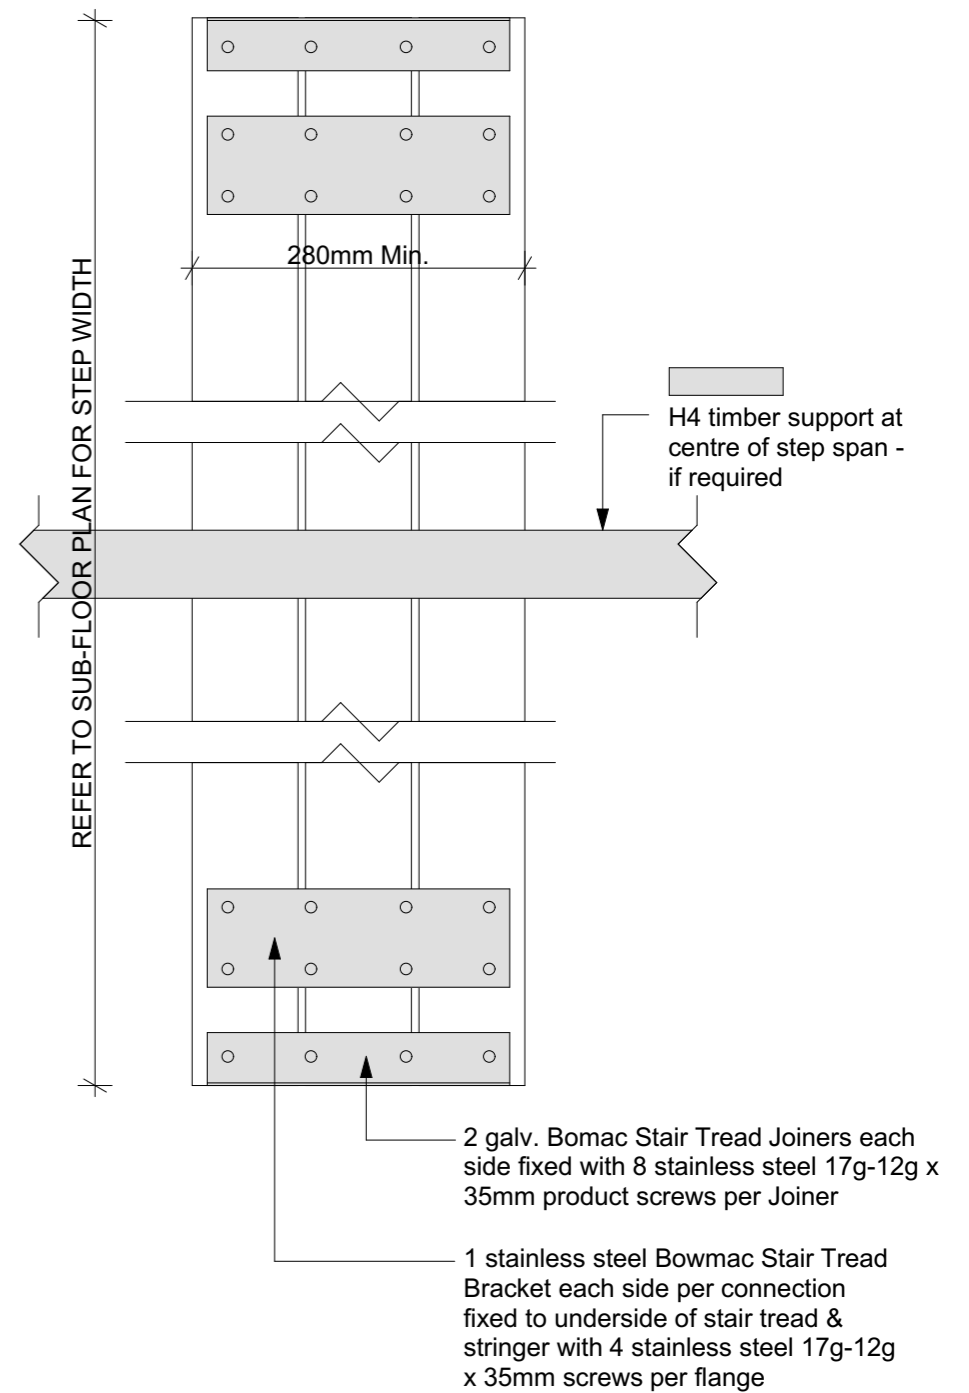 280mm Min.
REFER TO SUB-FLOOR PLAN FOR STEP WIDTH
H4 timber support at
centre of step span -
if required
2 galv. Bomac Stair Tread Joiners each
side fixed with 8 stainless steel 17g-12g x
35mm product screws per Joiner
1 stainless steel Bowmac Stair Tread
Bracket each side per connection
fixed to underside of stair tread &
stringer with 4 stainless steel 17g-12g
x 35mm screws per flange